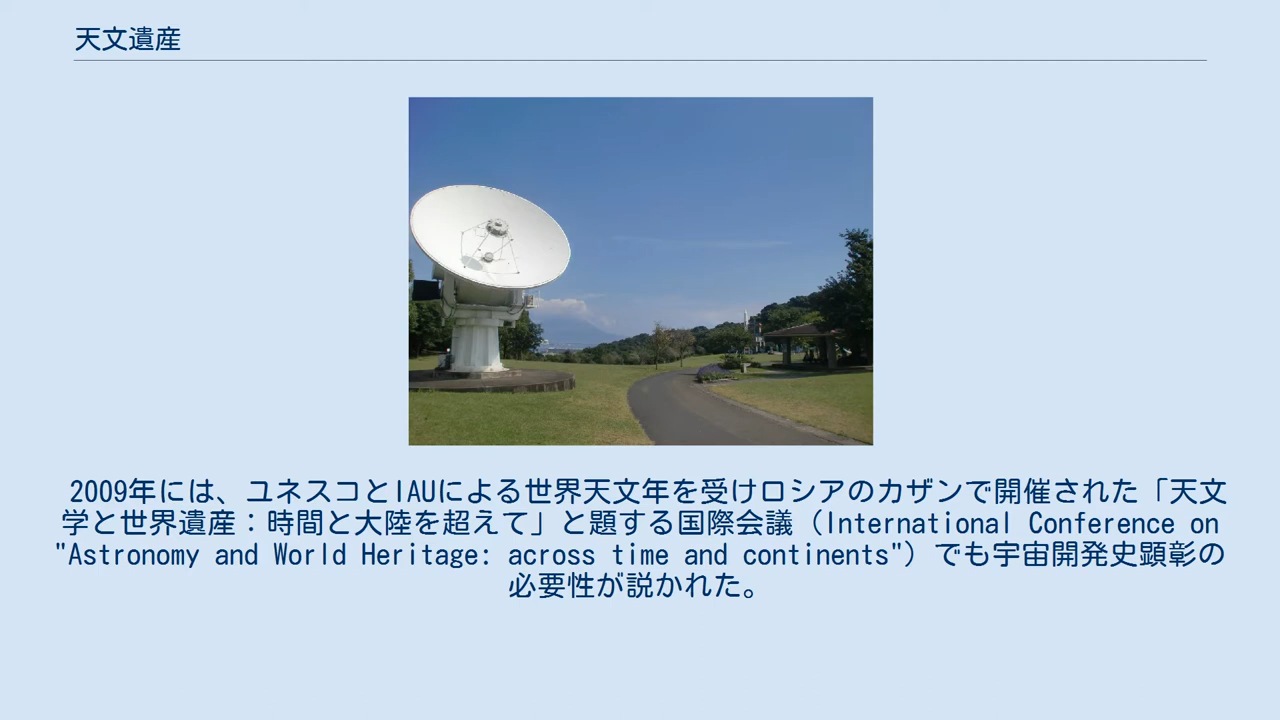 天文遺産
2009年には、ユネスコとIAUによる世界天文年を受けロシアのカザンで開催された「天文
学と世界遺産：時間と大陸を超えて」と題する国際会議（International Conference on
"Astronomy and World Heritage: across time and continents"）でも宇宙開発史顕彰の
必要性が説かれた。